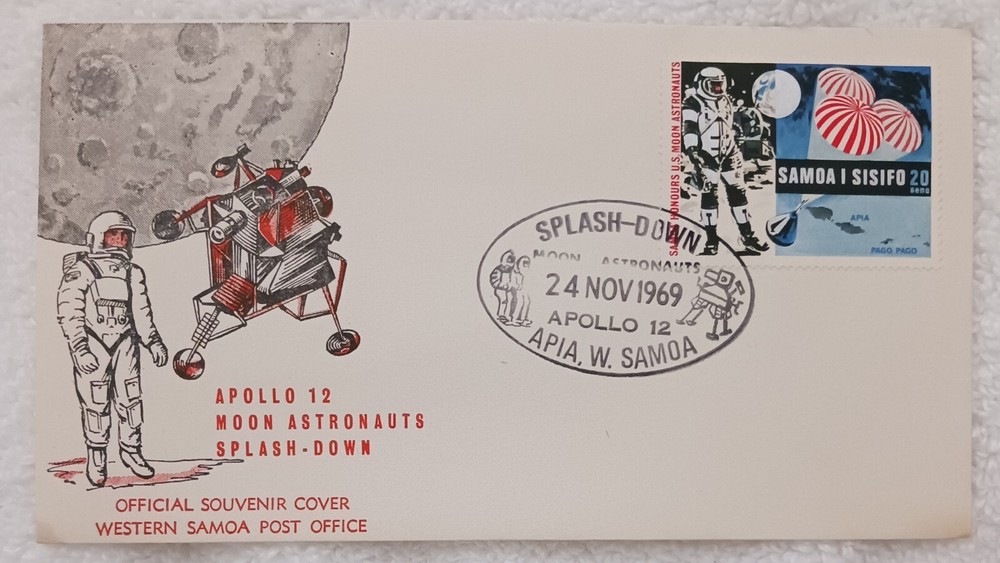 SAMOA HONOURS U.S. MOON ASTRONAUTS
SAMOA I SISIFO 20
sene
APIA
PAGO PAGO
SPLASH-DOWN
MOON ASTRONAUTS
24 NOV 1969
APOLLO 12
APIA, W. SAMOA
APOLLO 12
MOON ASTRONAUTS
SPLASH-DOWN
OFFICIAL SOUVENIR COVER
WESTERN SAMOA POST OFFICE